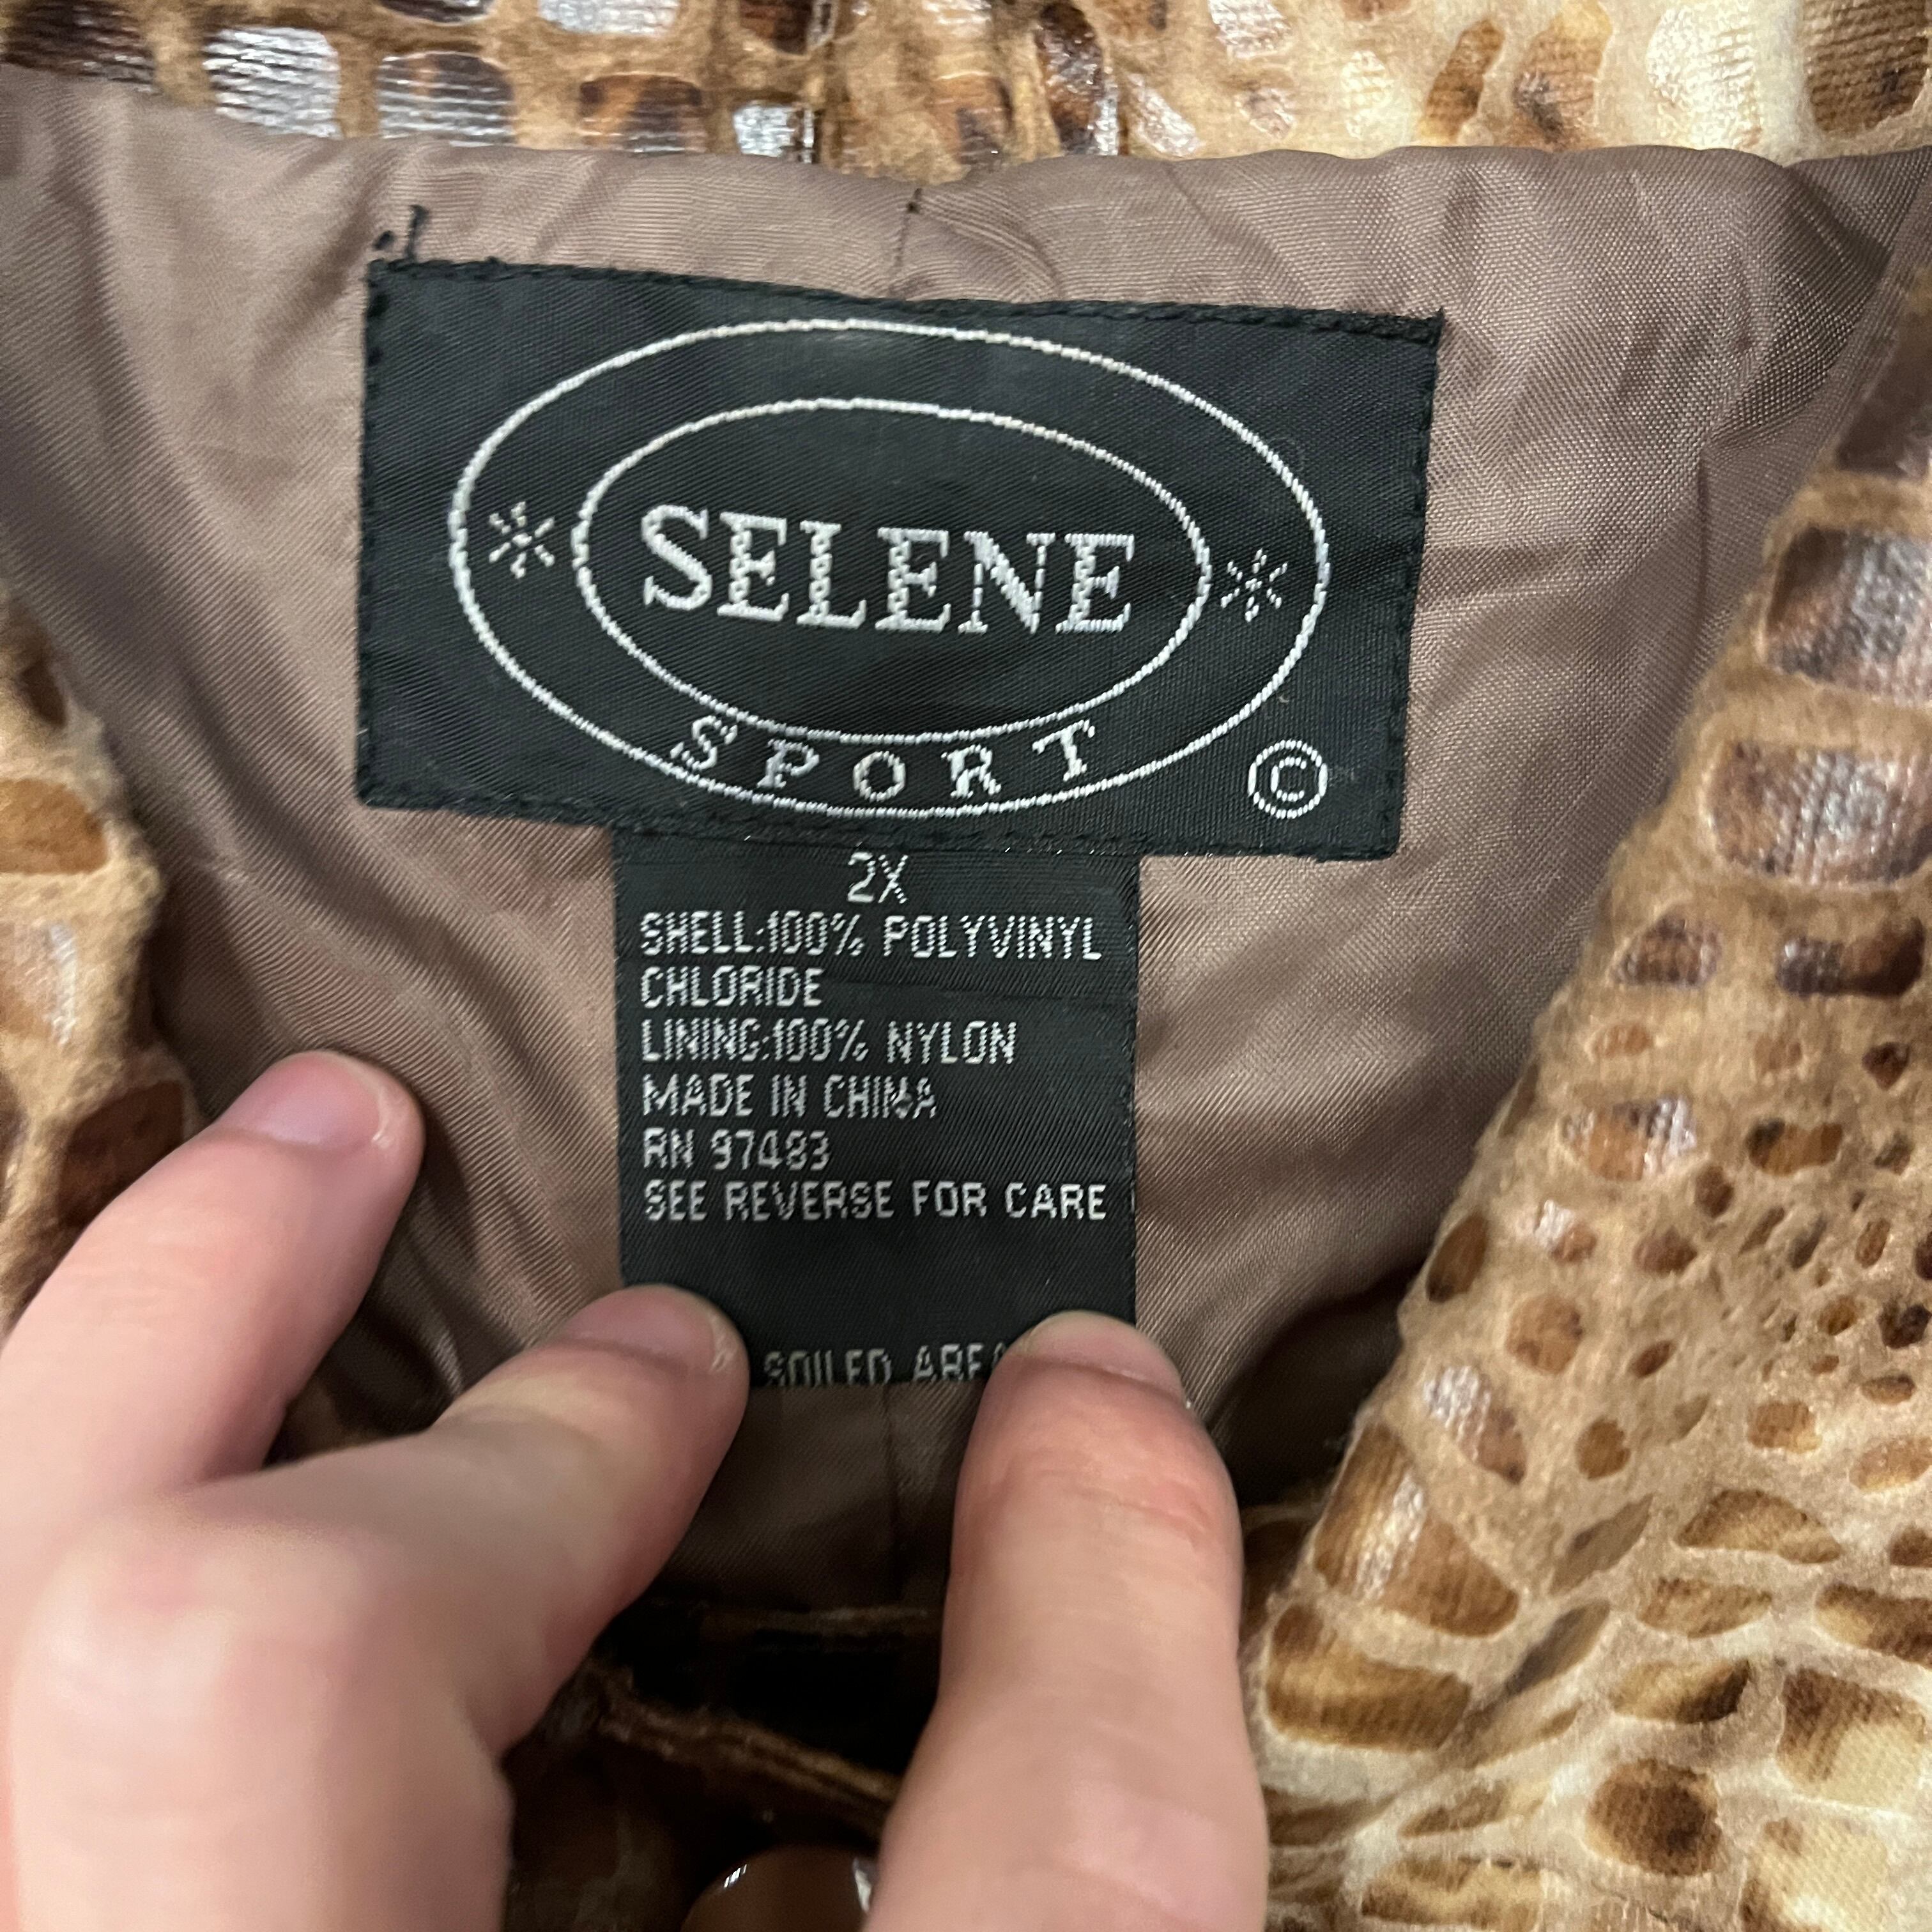 SELENE
SPORT ©
2X
SHELL:100% POLYVINYL
CHLORIDE
LINING:100% NYLON
MADE IN CHINA
RN 97483
SEE REVERSE FOR CARE
SOILED AREA